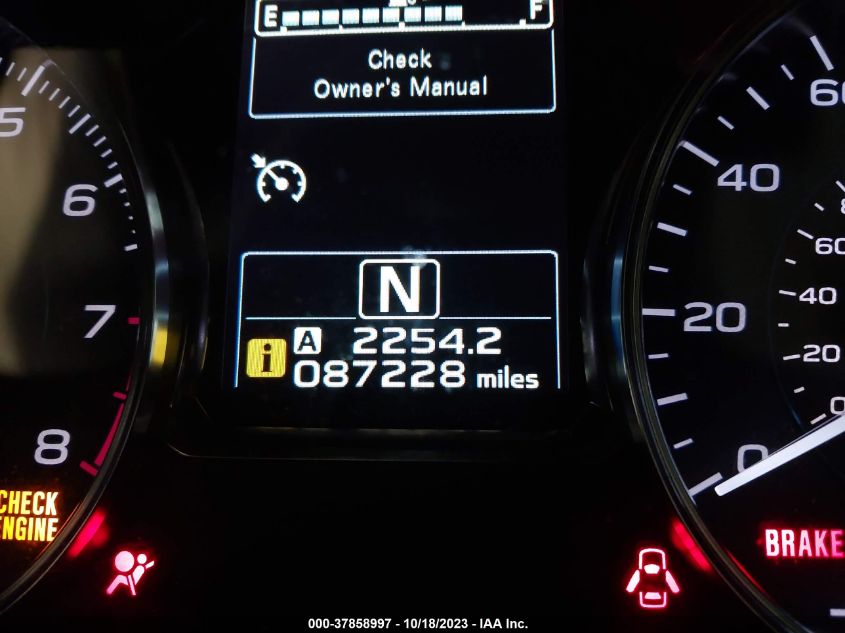 E F
Check
Owner's Manual
5
6
7
8
N
A 2254.2
i 087228 miles
60
40
20
0
60
40
20
0
CHECK
ENGINE
BRAKE
000-37858997 - 10/18/2023 - IAA Inc.